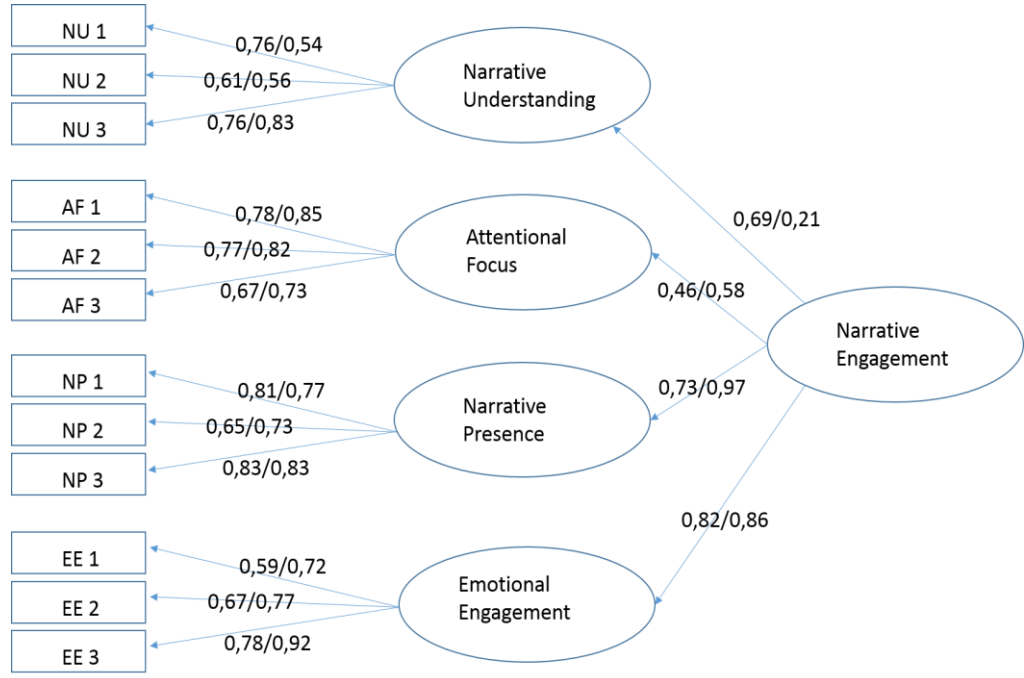 NU 1
0,76/0,54
NU 2
0,61/0,56
NU 3
0,76/0,83
Narrative
Understanding
AF 1
0,78/0,85
AF 2
0,77/0,82
AF 3
0,67/0,73
Attentional
Focus
NP 1
0,81/0,77
NP 2
0,65/0,73
NP 3
0,83/0,83
Narrative
Presence
EE 1
0,59/0,72
EE 2
0,67/0,77
EE 3
0,78/0,92
Emotional
Engagement
0,69/0,21
0,46/0,58
0,73/0,97
0,82/0,86
Narrative
Engagement